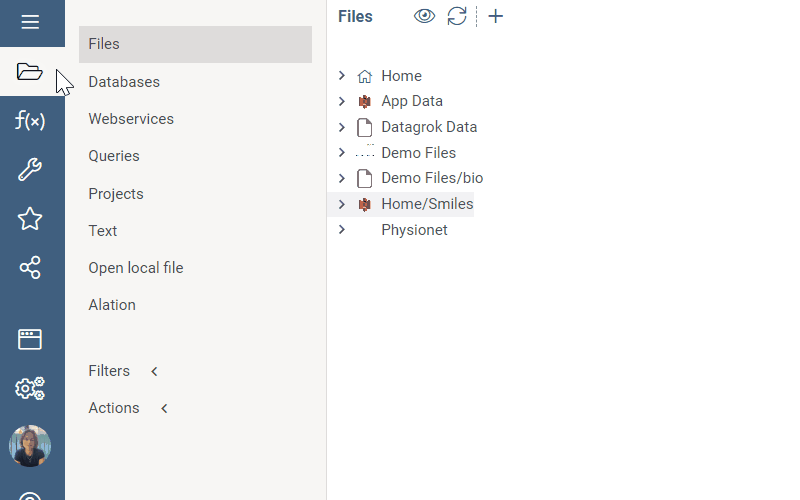 f(x)
Files
Databases
Webservices
Queries
Projects
Text
Open local file
Alation
Filters
Actions
Files
Home
App Data
Datagrok Data
Demo Files
Demo Files/bio
Home/Smiles
Physionet